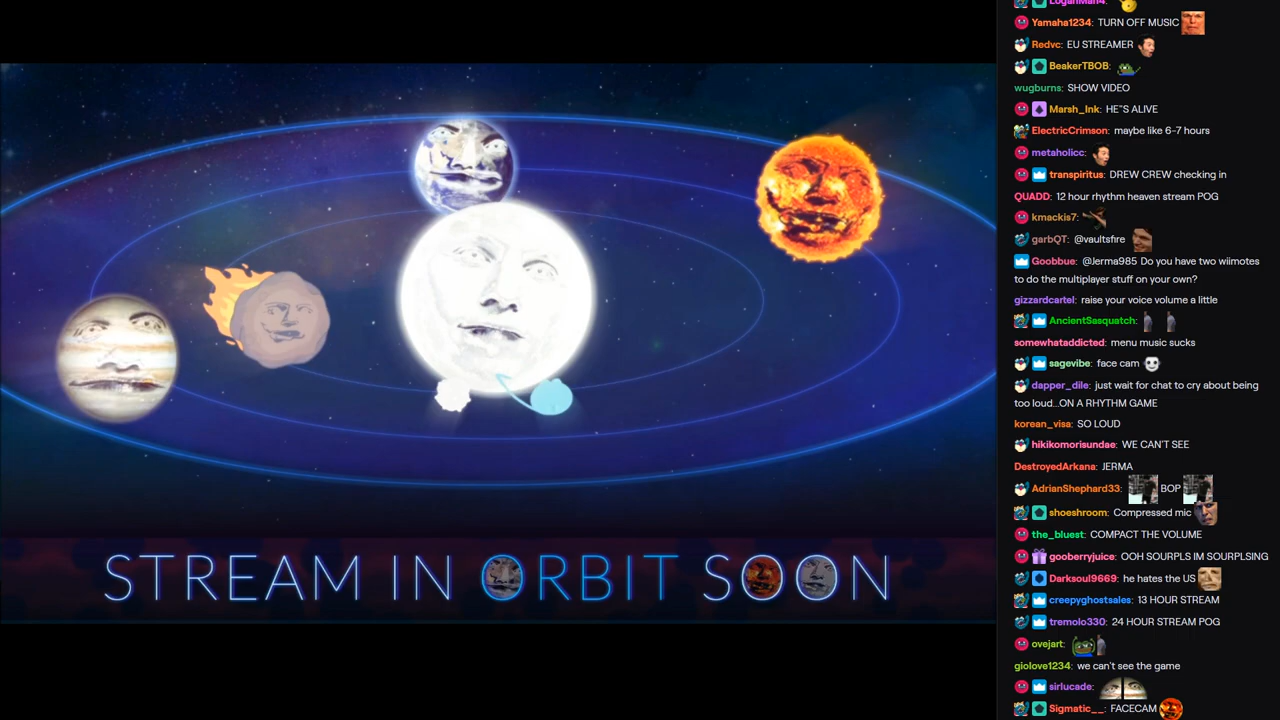 LoganMan4:
Yamaha1234: TURN OFF MUSIC
Redvc: EU STREAMER
BeakerTBOB:
wugburns: SHOW VIDEO
Marsh_Ink: HE"S ALIVE
ElectricCrimson: maybe like 6-7 hours
metaholicc:
transpiritus: DREW CREW checking in
QUADD: 12 hour rhythm heaven stream POG
kmackis7:
garbQT: @vaultsfire
Goobbue: @Jerma985 Do you have two wiimotes
to do the multiplayer stuff on your own?
gizzardcartel: raise your voice volume a little
AncientSasquatch:
somewhataddicted: menu music sucks
sagevibe: face cam
dapper_dile: just wait for chat to cry about being
too loud...ON A RHYTHM GAME
korean_visa: SO LOUD
hikikomorisundae: WE CAN'T SEE
DestroyedArkana: JERMA
AdrianShephard33: BOP
shoeshroom: Compressed mic
the_bluest: COMPACT THE VOLUME
gooberryjuice: OOH SOURPLS IM SOURPLSING
Darksoul9669: he hates the US
creepyghostsales: 13 HOUR STREAM
tremolo330: 24 HOUR STREAM POG
ovejart:
giolove1234: we can't see the game
sirlucade:
Sigmatic__: FACECAM
STREAM IN ORBIT SOON